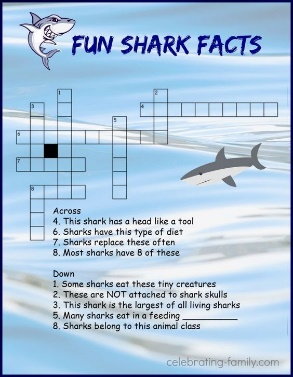 FUN SHARK FACTS
1
2
3
4
5
6
7
8
Across
4. This shark has a head like a tool
6. Sharks have this type of diet
7. Sharks replace these often
8. Most sharks have 8 of these
Down
1. Some sharks eat these tiny creatures
2. These are NOT attached to shark skulls
3. This shark is the largest of all living sharks
5. Many sharks eat in a feeding __________
8. Sharks belong to this animal class
celebrating-family.com